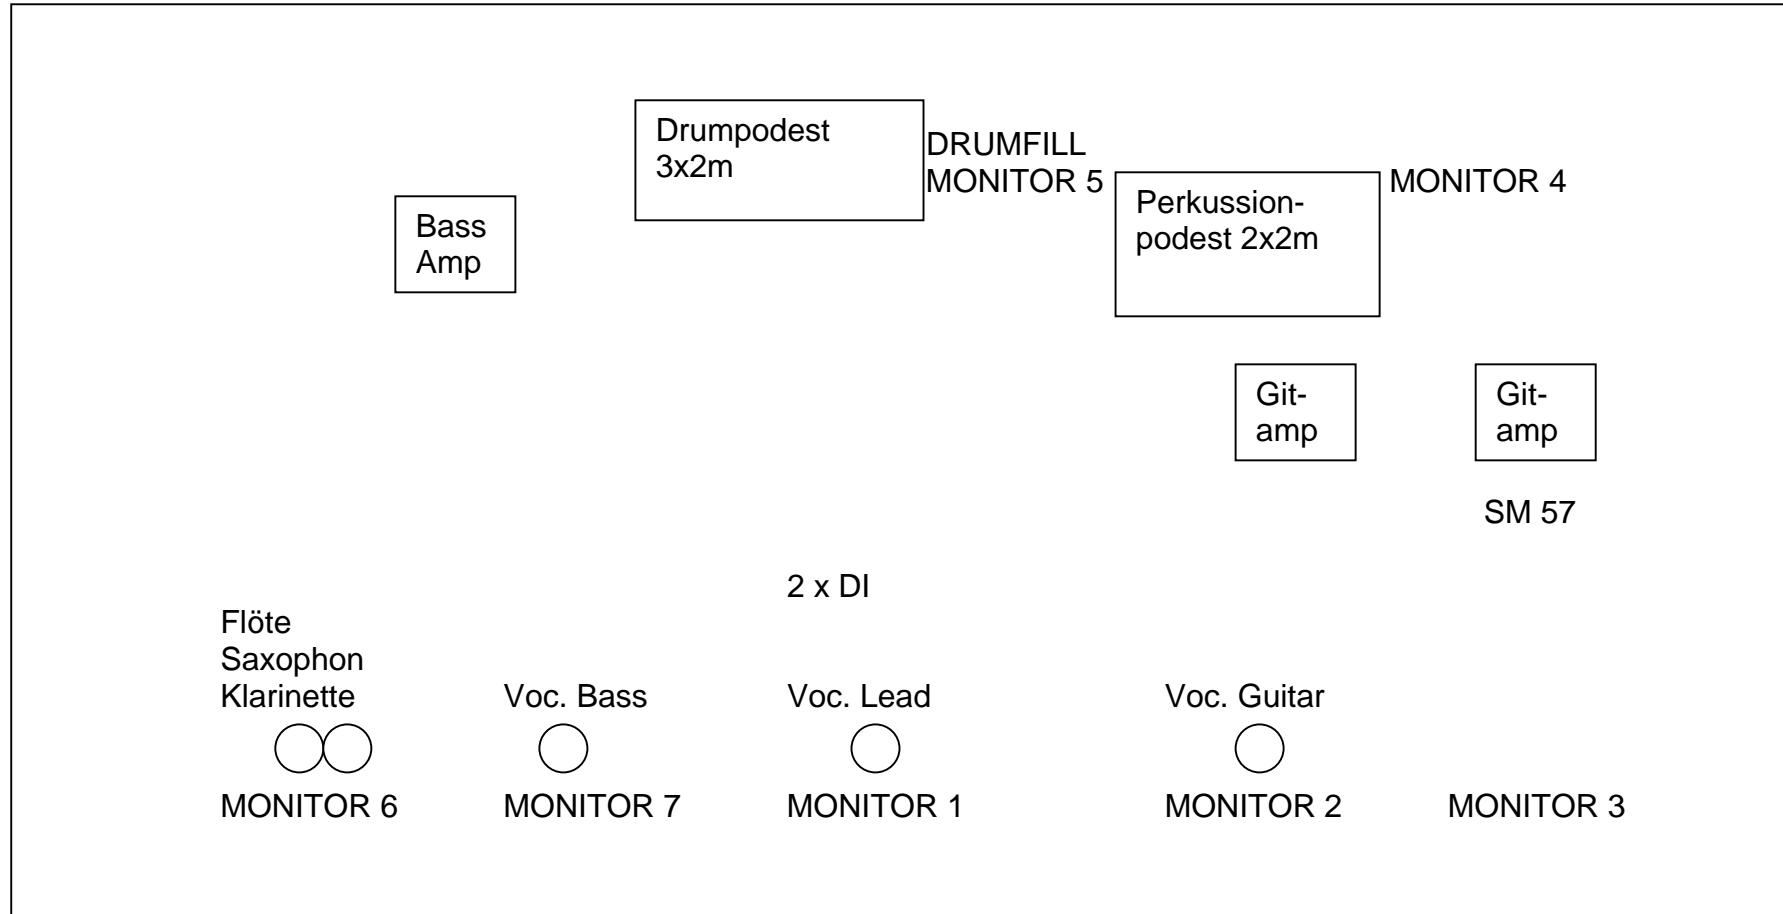 Drumpodest
3x2m
DRUMFILL
MONITOR 5
MONITOR 4
Perkussion-
podest 2x2m
Bass
Amp
Git-
amp
Git-
amp
SM 57
2 x DI
Flöte
Saxophon
Klarinette
Voc. Bass
Voc. Lead
Voc. Guitar
MONITOR 6
MONITOR 7
MONITOR 1
MONITOR 2
MONITOR 3